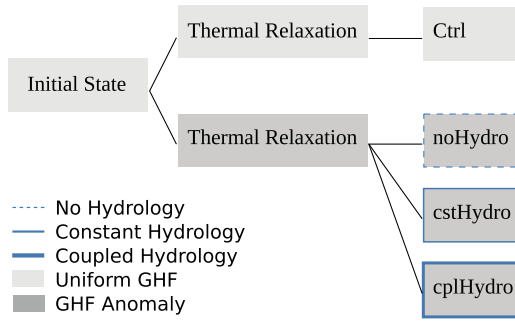 Thermal Relaxation
Ctrl
Initial State
Thermal Relaxation
noHydro
cstHydro
cplHydro
No Hydrology
Constant Hydrology
Coupled Hydrology
Uniform GHF
GHF Anomaly